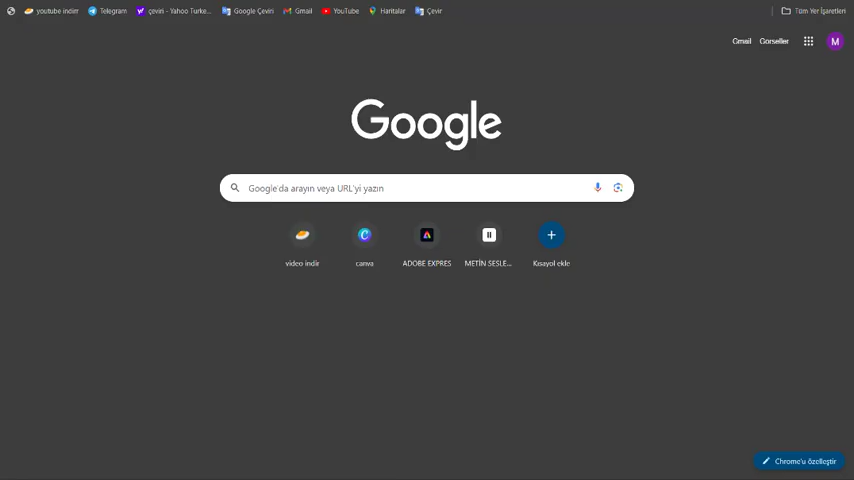 youtube indirr Telegram çeviri - Yahoo Turke... Google Çeviri Gmail YouTube Haritalar Çevir Tüm Yer İşaretleri
Gmail Görseller M
Google
Google'da arayın veya URL'yi yazın
video indir canva ADOBE EXPRES METİN SESLE... Kısayol ekle
Chrome'u özelleştir